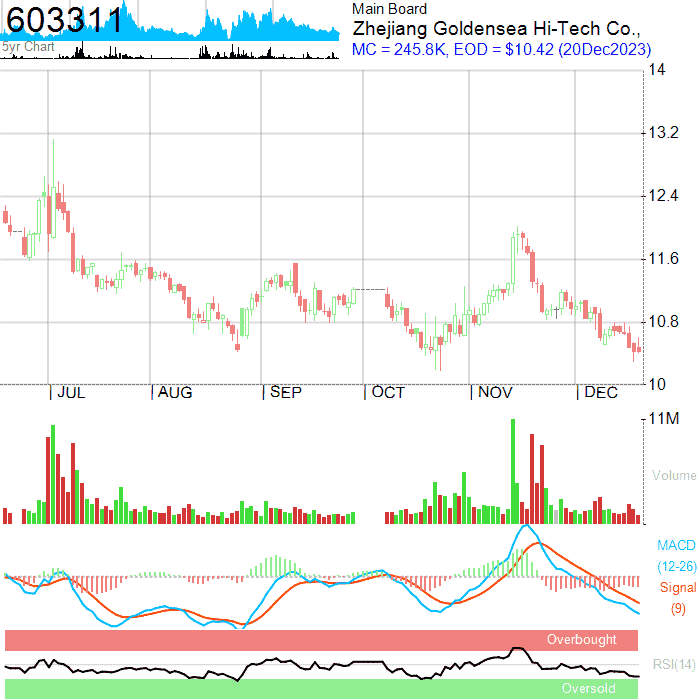 603311
5yr Chart
Main Board
Zhejiang Goldensea Hi-Tech Co.,
MC = 245.8K, EOD = $10.42 (20Dec2023)
14
13.2
12.4
11.6
10.8
10
JUL AUG SEP OCT NOV DEC
11M
Volume
MACD
(12-26)
Signal
(9)
Overbought
RSI(14)
Oversold